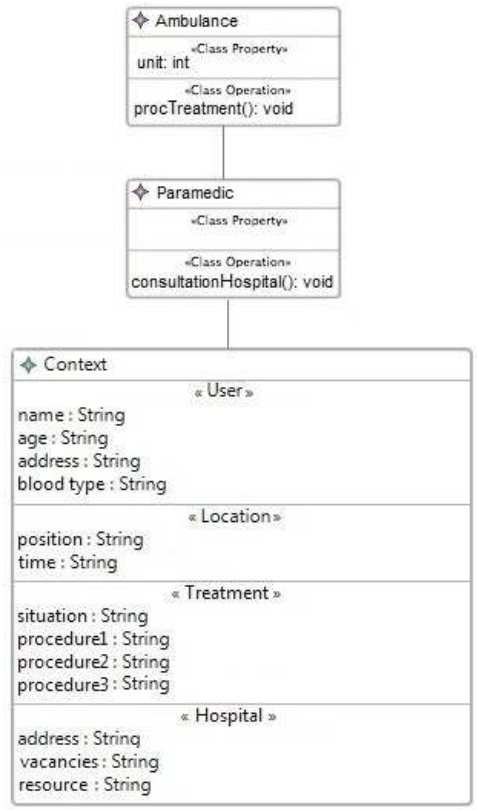 Ambulance
«Class Property»
unit: int
«Class Operation»
procTreatment(): void
Paramedic
«Class Property»
«Class Operation»
consultationHospital(): void
Context
« User »
name : String
age : String
address : String
blood type : String
« Location»
position : String
time : String
« Treatment »
situation : String
procedure1 : String
procedure2 : String
procedure3 : String
« Hospital »
address : String
vacancies : String
resource : String